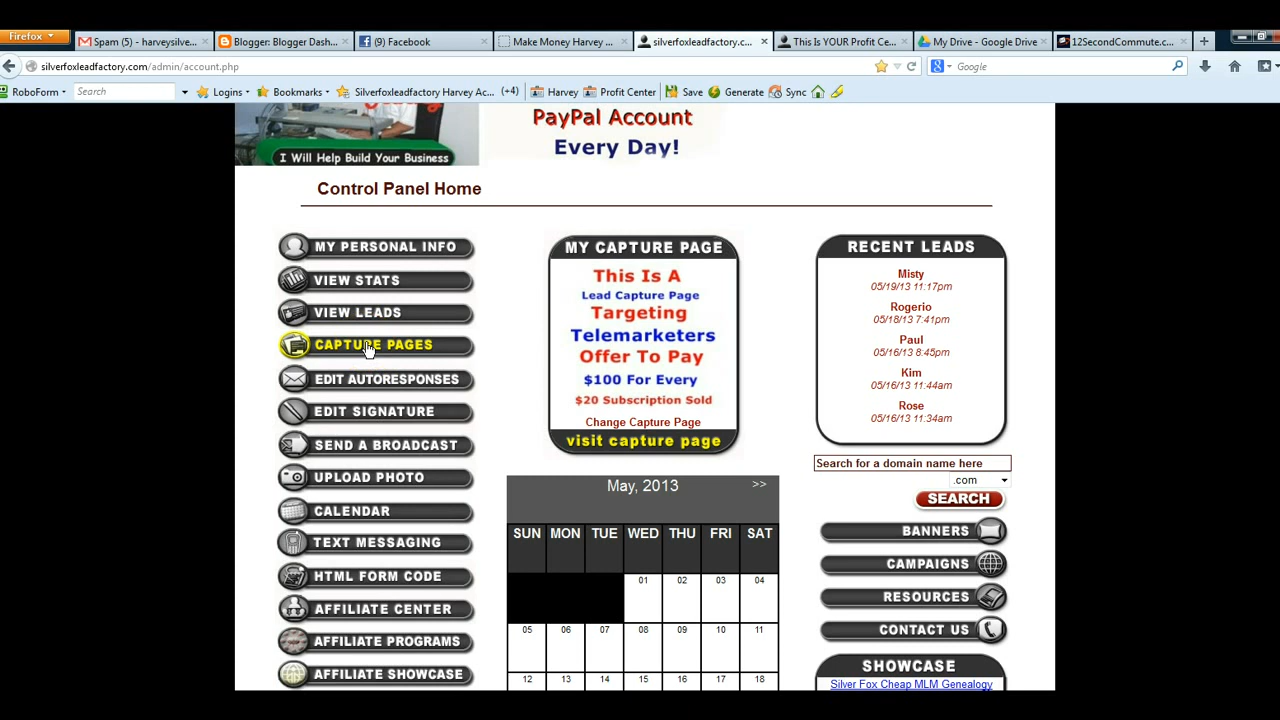 Firefox
Spam (5) - harveysilve...
Blogger: Blogger Dash...
(9) Facebook
Make Money Harvey ...
silverfoxleadfactory.c...
This Is YOUR Profit Ce...
My Drive - Google Drive
12SecondCommute.c...
silverfoxleadfactory.com/admin/account.php
Google
RoboForm
Search
Logins
Bookmarks
Silverfoxleadfactory Harvey Ac...
(+4)
Harvey
Profit Center
Save
Generate
Sync
I Will Help Build Your Business
PayPal Account
Every Day!
Control Panel Home
MY PERSONAL INFO
VIEW STATS
VIEW LEADS
CAPTURE PAGES
EDIT AUTORESPONSES
EDIT SIGNATURE
SEND A BROADCAST
UPLOAD PHOTO
CALENDAR
TEXT MESSAGING
HTML FORM CODE
AFFILIATE CENTER
AFFILIATE PROGRAMS
AFFILIATE SHOWCASE
MY CAPTURE PAGE
This Is A
Lead Capture Page
Targeting
Telemarketers
Offer To Pay
$100 For Every
$20 Subscription Sold
Change Capture Page
visit capture page
May, 2013 >>
SUN MON TUE WED THU FRI SAT
01 02 03 04
05 06 07 08 09 10 11
12 13 14 15 16 17 18
RECENT LEADS
Misty
05/19/13 11:17pm
Rogerio
05/18/13 7:41pm
Paul
05/16/13 8:45pm
Kim
05/16/13 11:44am
Rose
05/16/13 11:34am
Search for a domain name here
.com
SEARCH
BANNERS
CAMPAIGNS
RESOURCES
CONTACT US
SHOWCASE
Silver Fox Cheap MLM Genealogy